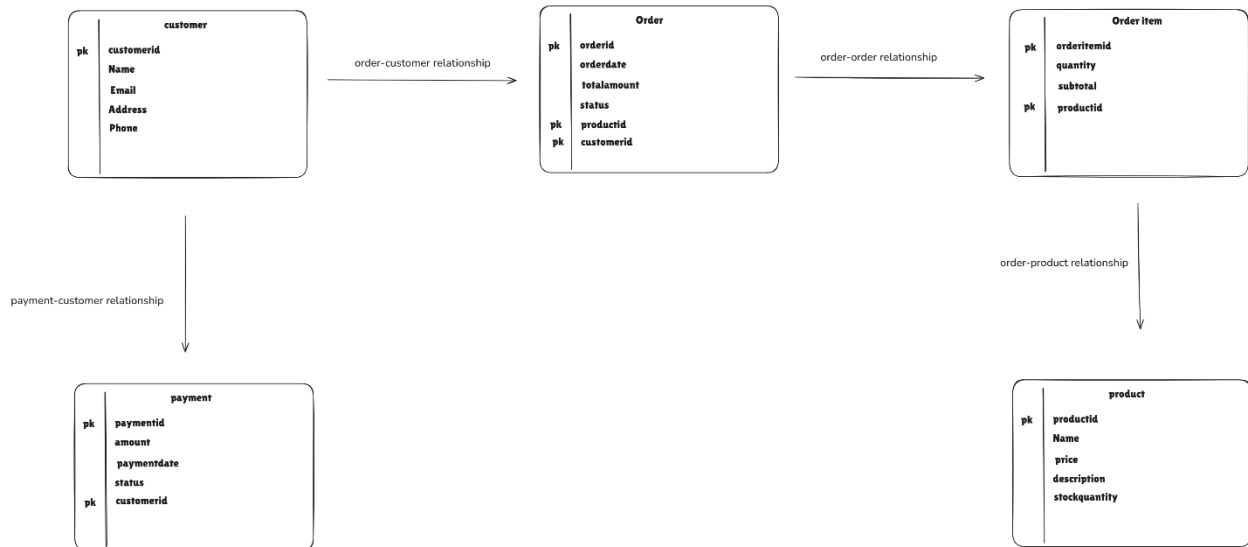 customer
pk customerid
Name
Email
Address
Phone
order-customer relationship
Order
pk orderid
orderdate
totalamount
status
pk productid
pk customerid
order-order relationship
Order item
pk orderitemid
quantity
subtotal
pk productid
payment-customer relationship
order-product relationship
payment
pk paymentid
amount
paymentdate
status
pk customerid
product
pk productid
Name
price
description
stockquantity